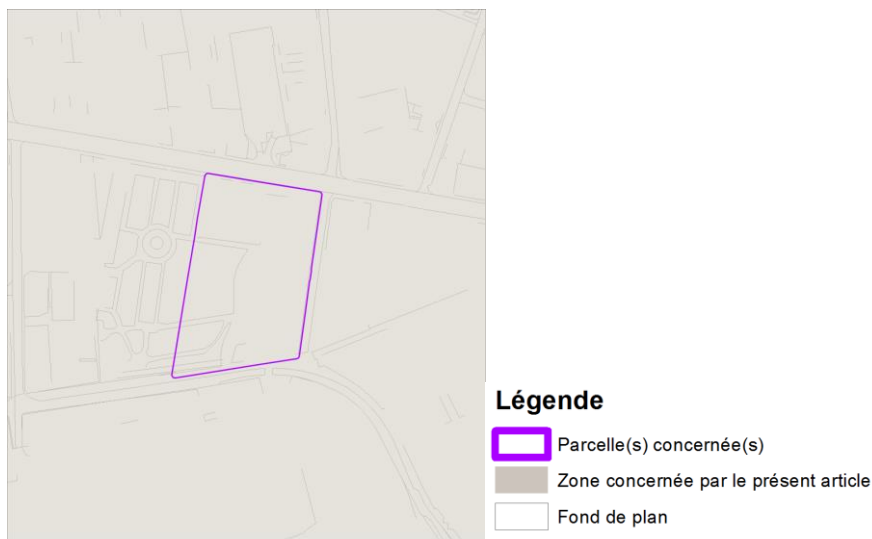 Légende
Parcelle(s) concernée(s)
Zone concernée par le présent article
Fond de plan